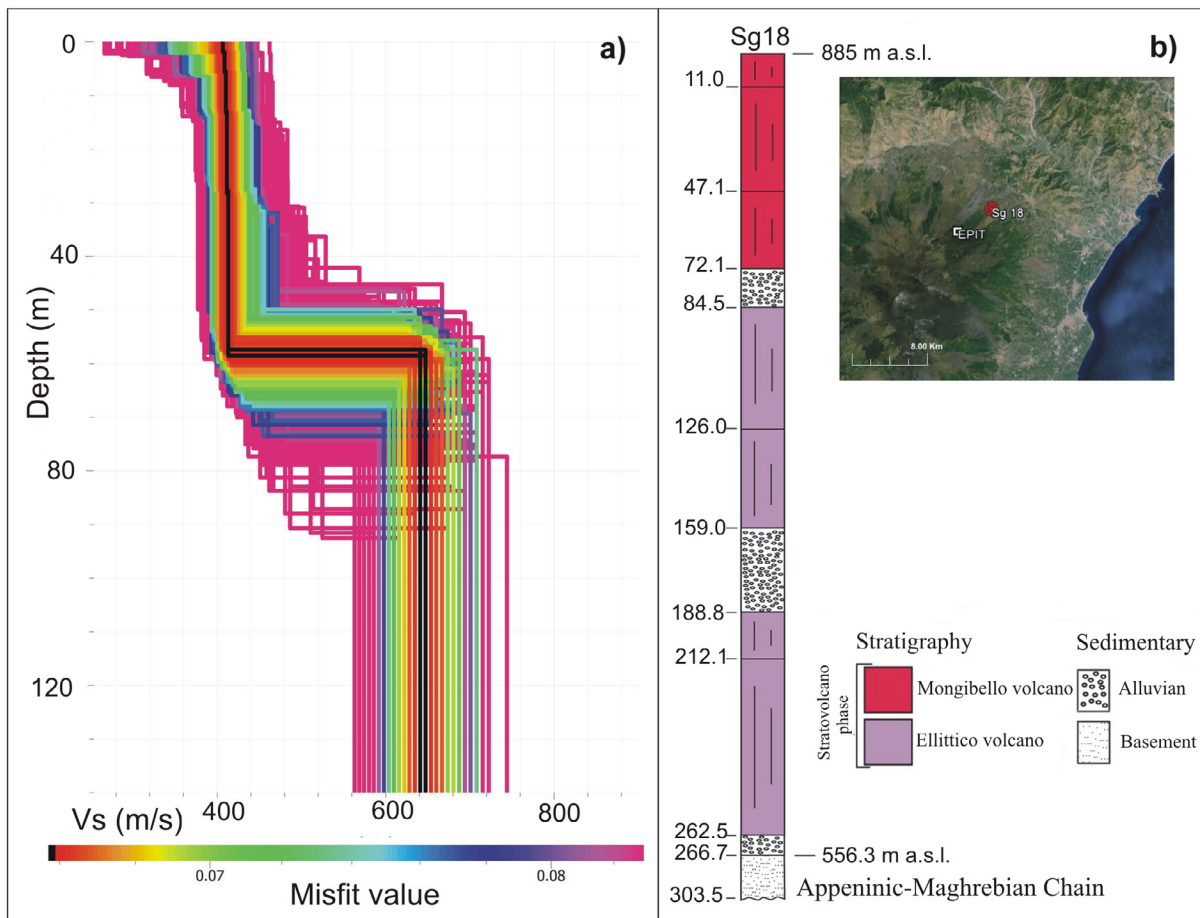 a)
0
40
80
120
Depth (m)
Vs (m/s)
400
600
800
0.07
0.08
Misfit value
b)
Sg18
885 m a.s.l.
11.0
47.1
72.1
84.5
126.0
159.0
188.8
212.1
262.5
266.7
556.3 m a.s.l.
303.5
Appeninic-Maghrebian Chain
Sg 18
EPIT
8.00 Km
Stratigraphy
Stratovolcano
phase
Mongibello volcano
Ellittico volcano
Sedimentary
Alluvian
Basement